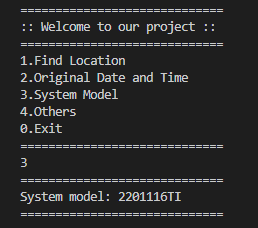 =============================
:: Welcome to our project ::
=============================
1.Find Location
2.Original Date and Time
3.System Model
4.Others
0.Exit
=============================
3
=============================
System model: 2201116TI
=============================